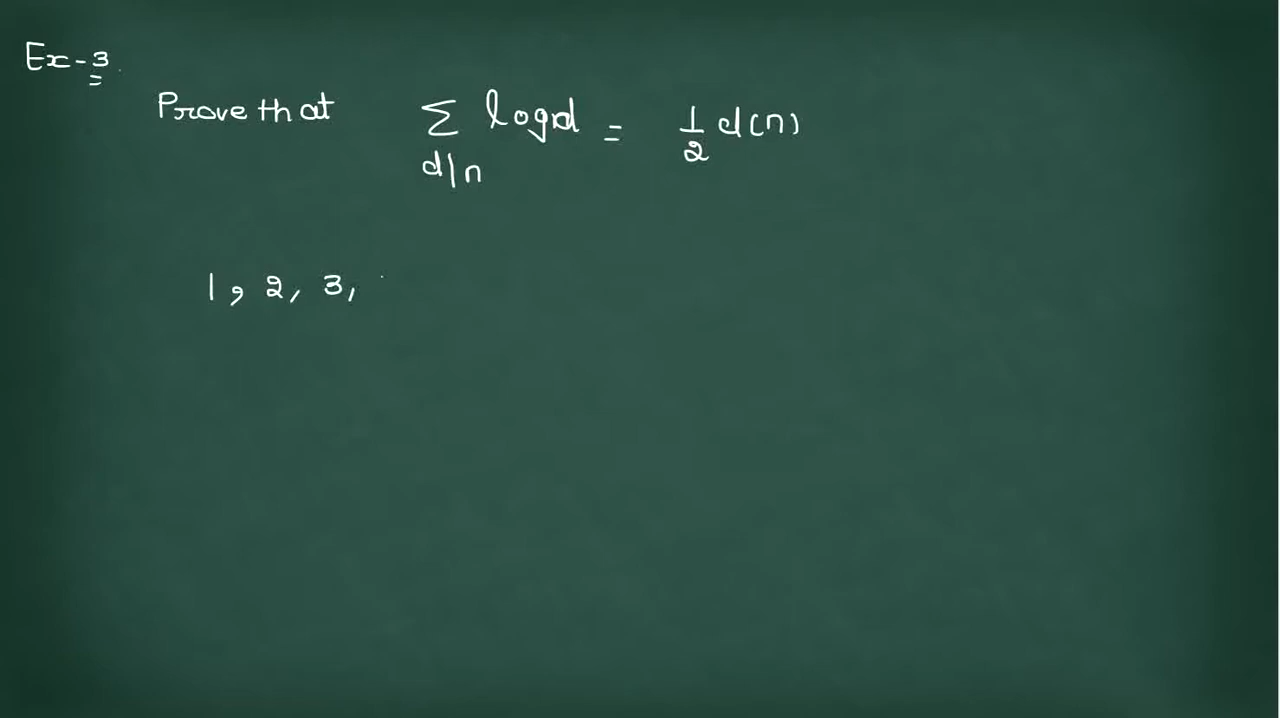 Ex-3
Prove that ∑ log d = 1/2 d(n)
d|n
1, 2, 3,